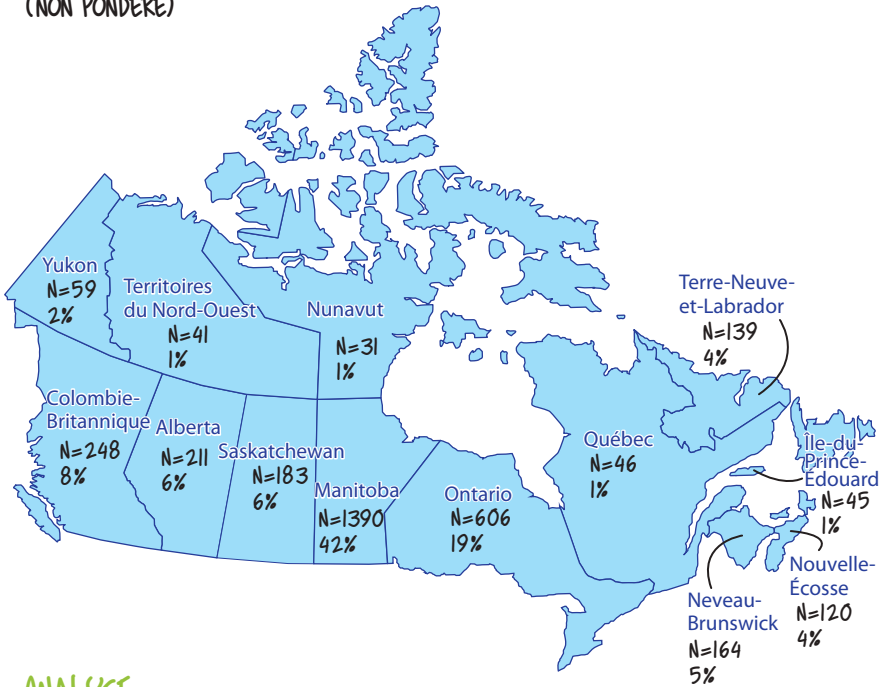 (NON PONDÉRÉ)
Yukon
N=59
2%
Territoires
du Nord-Ouest
N=41
1%
Nunavut
N=31
1%
Terre-Neuve-
et-Labrador
N=139
4%
Colombie-
Britannique
N=248
8%
Alberta
N=211
6%
Saskatchewan
N=183
6%
Manitoba
N=1390
42%
Ontario
N=606
19%
Québec
N=46
1%
Île-du-
Prince-
Édouard
N=45
1%
Nouvelle-
Écosse
N=120
4%
Neveau-
Brunswick
N=164
5%
ANALYSE